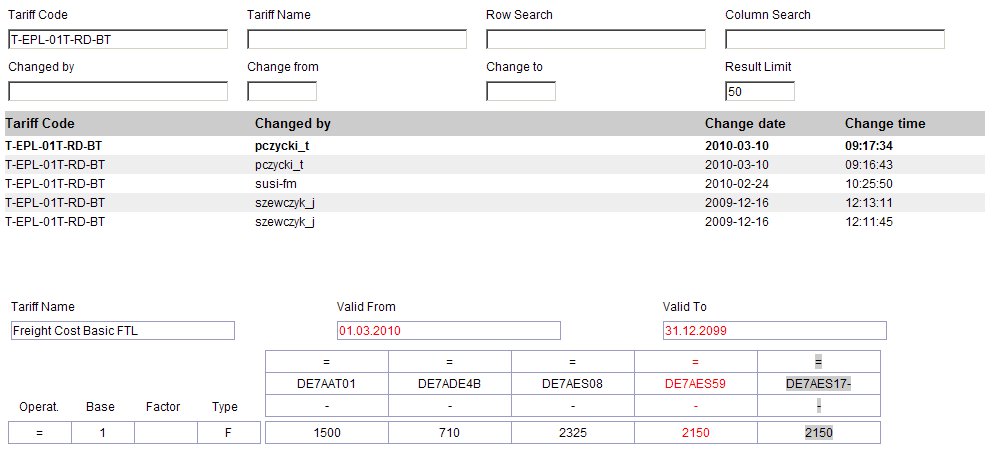 Tariff Code Tariff Name Row Search Column Search
T-EPL-01T-RD-BT
Changed by Change from Change to Result Limit
50
Tariff Code Changed by Change date Change time
T-EPL-01T-RD-BT pczycki_t 2010-03-10 09:17:34
T-EPL-01T-RD-BT pczycki_t 2010-03-10 09:16:43
T-EPL-01T-RD-BT susi-fm 2010-02-24 10:25:50
T-EPL-01T-RD-BT szewczyk_j 2009-12-16 12:13:11
T-EPL-01T-RD-BT szewczyk_j 2009-12-16 12:11:45
Tariff Name Valid From Valid To
Freight Cost Basic FTL 01.03.2010 31.12.2099
= = = = =
DE7AAT01 DE7ADE4B DE7AES08 DE7AES59 DE7AES17-
Operat. Base Factor Type - - - - -
= 1 F 1500 710 2325 2150 2150